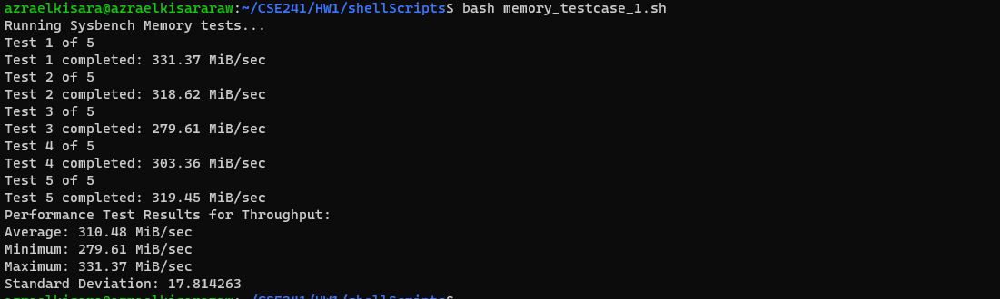 azraelkisara@azraelkisararaw:~/CSE241/HW1/shellScripts$ bash memory_testcase_1.sh
Running Sysbench Memory tests...
Test 1 of 5
Test 1 completed: 331.37 MiB/sec
Test 2 of 5
Test 2 completed: 318.62 MiB/sec
Test 3 of 5
Test 3 completed: 279.61 MiB/sec
Test 4 of 5
Test 4 completed: 303.36 MiB/sec
Test 5 of 5
Test 5 completed: 319.45 MiB/sec
Performance Test Results for Throughput:
Average: 310.48 MiB/sec
Minimum: 279.61 MiB/sec
Maximum: 331.37 MiB/sec
Standard Deviation: 17.814263
azraelkisara@azraelkisararaw:~/CSE241/HW1/shellScripts$